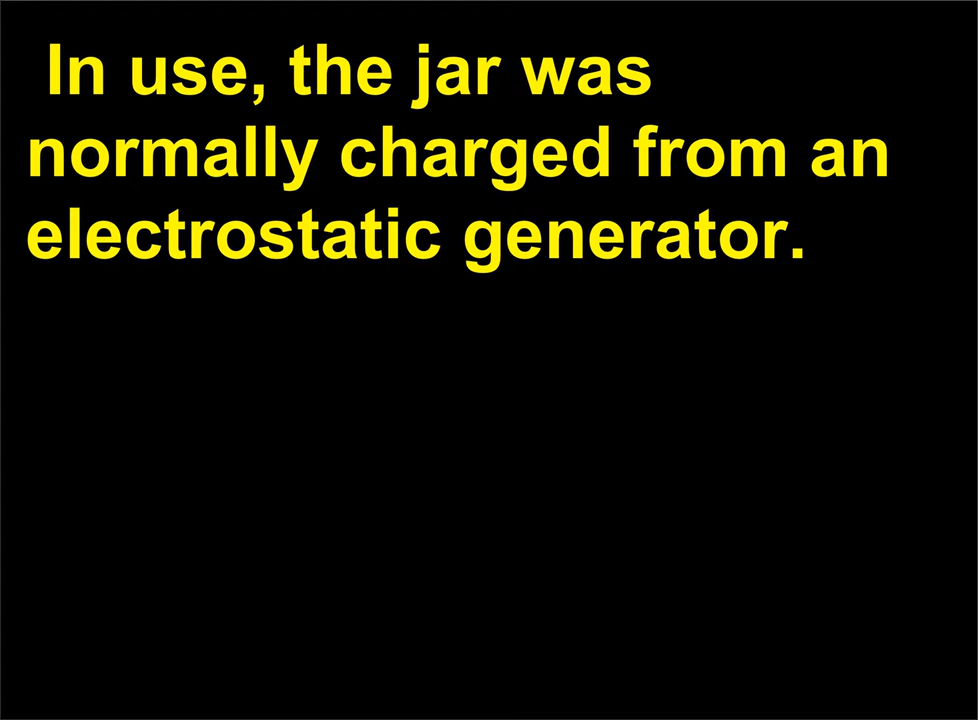 In use, the jar was
normally charged from an
electrostatic generator.